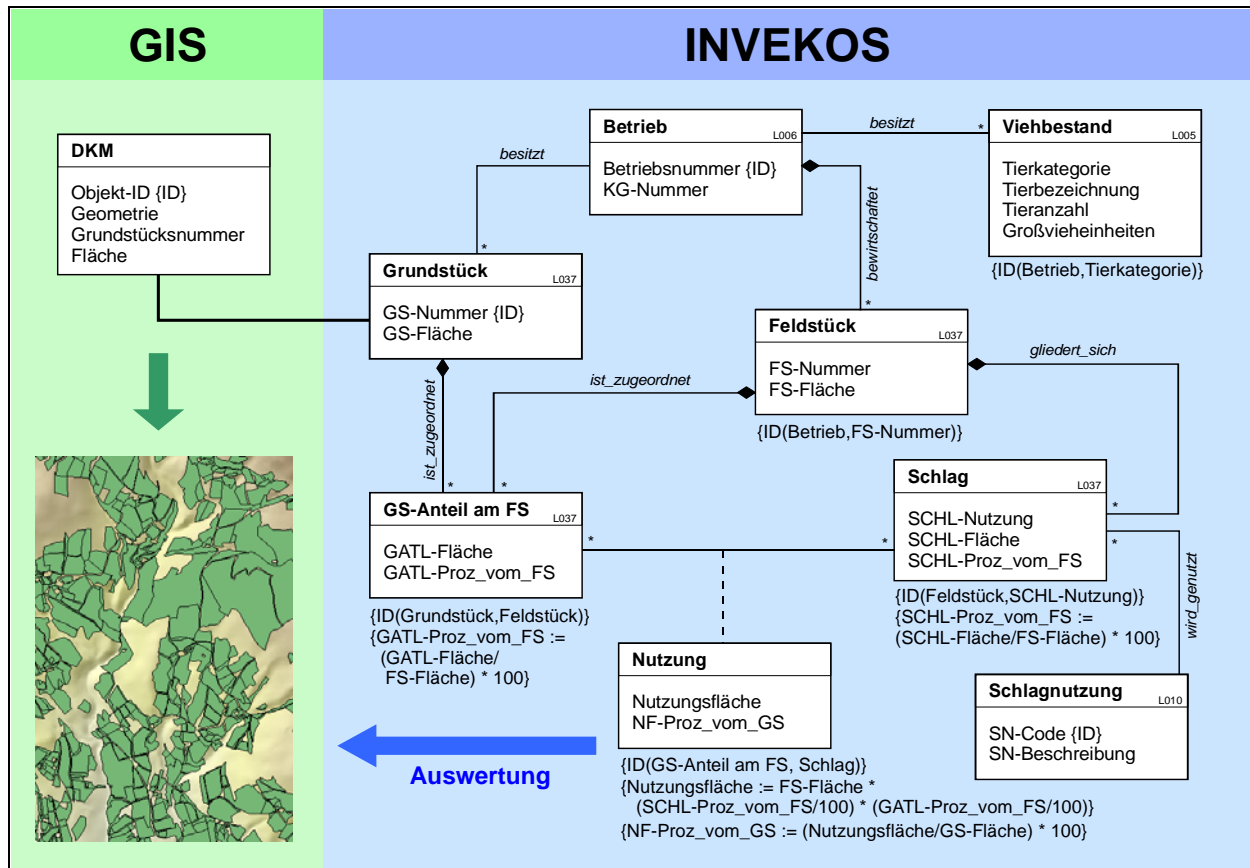 GIS
INVEKOS
DKM
Objekt-ID {ID}
Geometrie
Grundstücksnummer
Fläche
Betrieb
L006
Betriebsnummer {ID}
KG-Nummer
besitzt
*
Viehbestand
L005
Tierkategorie
Tierbezeichnung
Tieranzahl
Großvieheinheiten
{ID(Betrieb,Tierkategorie)}
besitzt
*
bewirtschaftet
*
Grundstück
L037
GS-Nummer {ID}
GS-Fläche
Feldstück
L037
FS-Nummer
FS-Fläche
{ID(Betrieb,FS-Nummer)}
gliedert_sich
*
ist_zugeordnet
*
ist_zugeordnet
*
GS-Anteil am FS
L037
GATL-Fläche
GATL-Proz_vom_FS
{ID(Grundstück,Feldstück)}
{GATL-Proz_vom_FS :=
(GATL-Fläche/
FS-Fläche) * 100}
*
*
Schlag
L037
SCHL-Nutzung
SCHL-Fläche
SCHL-Proz_vom_FS
{ID(Feldstück,SCHL-Nutzung)}
{SCHL-Proz_vom_FS :=
(SCHL-Fläche/FS-Fläche) * 100}
*
wird_genutzt
Nutzung
Nutzungsfläche
NF-Proz_vom_GS
{ID(GS-Anteil am FS, Schlag)}
{Nutzungsfläche := FS-Fläche *
(SCHL-Proz_vom_FS/100) * (GATL-Proz_vom_FS/100)}
{NF-Proz_vom_GS := (Nutzungsfläche/GS-Fläche) * 100}
Schlagnutzung
L010
SN-Code {ID}
SN-Beschreibung
Auswertung